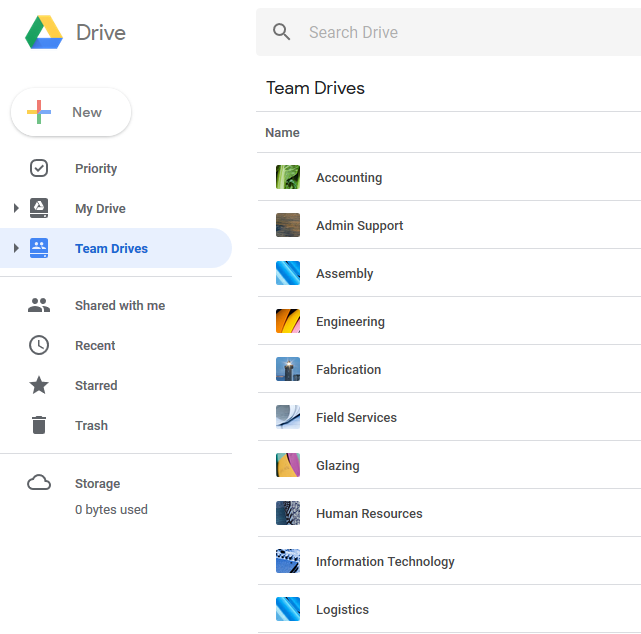 Drive
Search Drive
New
Priority
My Drive
Team Drives
Shared with me
Recent
Starred
Trash
Storage
0 bytes used
Team Drives
Name
Accounting
Admin Support
Assembly
Engineering
Fabrication
Field Services
Glazing
Human Resources
Information Technology
Logistics